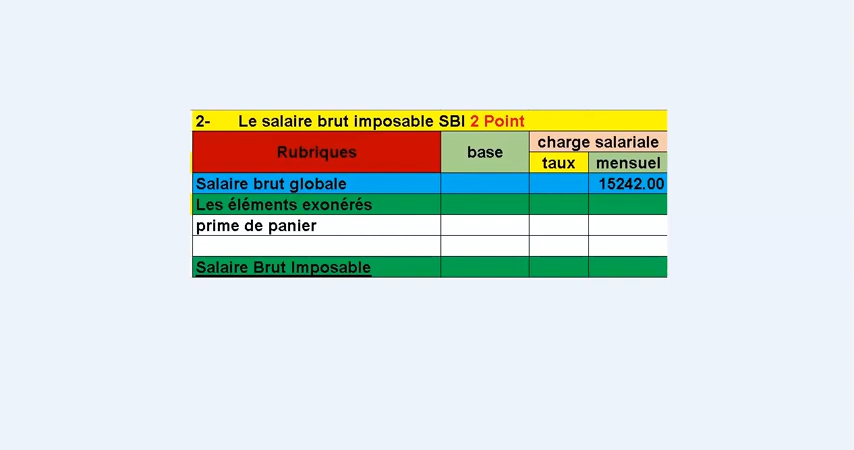 2- Le salaire brut imposable SBI 2 Point
Rubriques base charge salariale
taux mensuel
Salaire brut globale 15242.00
Les éléments exonérés
prime de panier
Salaire Brut Imposable